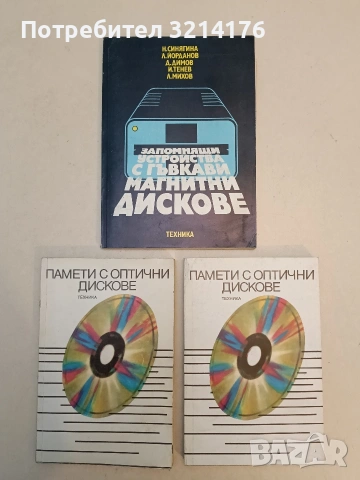 Потребител 3214176
Н. СИНЯГИНА
Л. ЙОРДАНОВ
Д. ДИМОВ
И. ТЕНЕВ
Л. МИХОВ
ЗАПОМНЯЩИ
УСТРОЙСТВА
С ГЪВКАВИ
МАГНИТНИ
ДИСКОВЕ
ТЕХНИКА
ПАМЕТИ С ОПТИЧНИ
ДИСКОВЕ
ТЕХНИКА
ПАМЕТИ С ОПТИЧНИ
ДИСКОВЕ
ТЕХНИКА
BAZAR